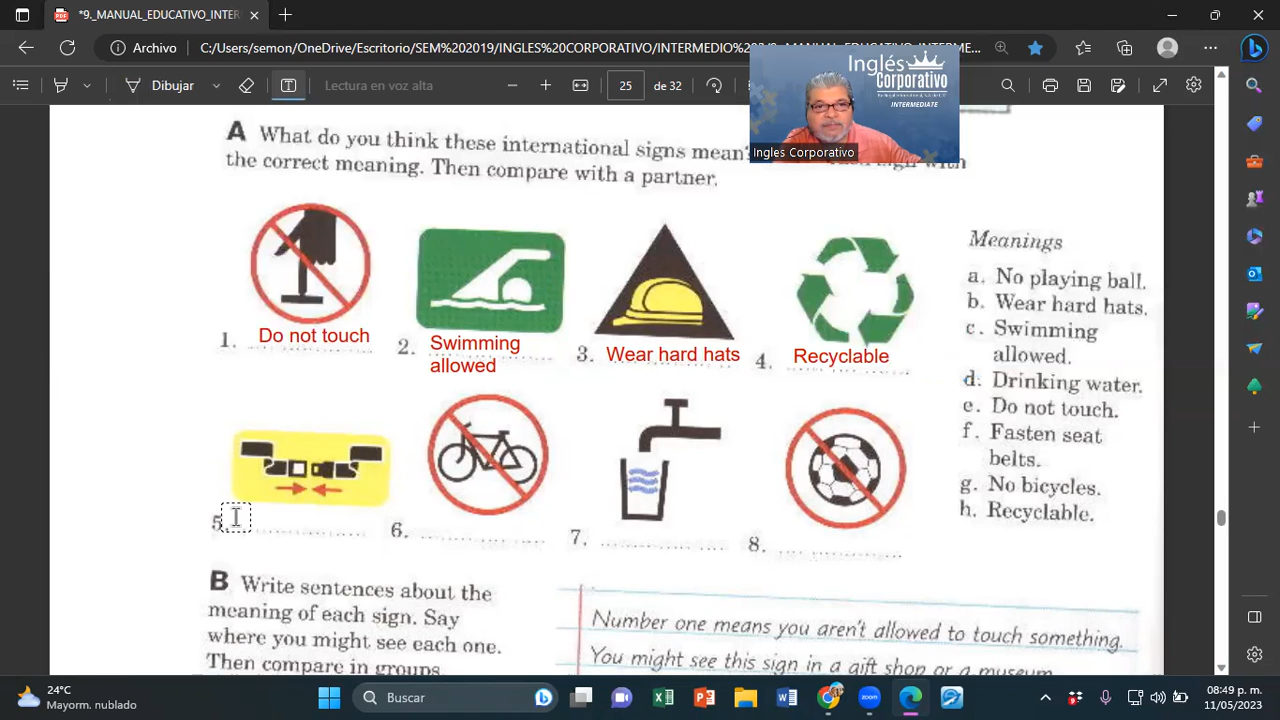 *9_MANUAL_EDUCATIVO_INTER
Archivo
C:/Users/semon/OneDrive/Escritorio/SEM%202019/INGLES%20CORPORATIVO/INTERMEDIO%20
MANUAL_EDUCATIVO_INTERME...
Dibujar
Lectura en voz alta
25
de 32
Inglés
Corporativo
INTERMEDIATE
Ingles Corporativo
A What do you think these international signs mean?
sign with
the correct meaning. Then compare with a partner.
1. Do not touch
2. Swimming
allowed
3. Wear hard hats
4. Recyclable
5
6.
7.
8.
Meanings
a. No playing ball.
b. Wear hard hats.
c. Swimming
allowed.
d. Drinking water.
e. Do not touch.
f. Fasten seat
belts.
g. No bicycles.
h. Recyclable.
B Write sentences about the
meaning of each sign. Say
where you might see each one.
Then compare in groups
Number one means you aren't allowed to touch something.
You might see this sign in a gift shop or a museum
24°C
Mayorm. nublado
Buscar
zoom
08:49 p. m.
11/05/2023